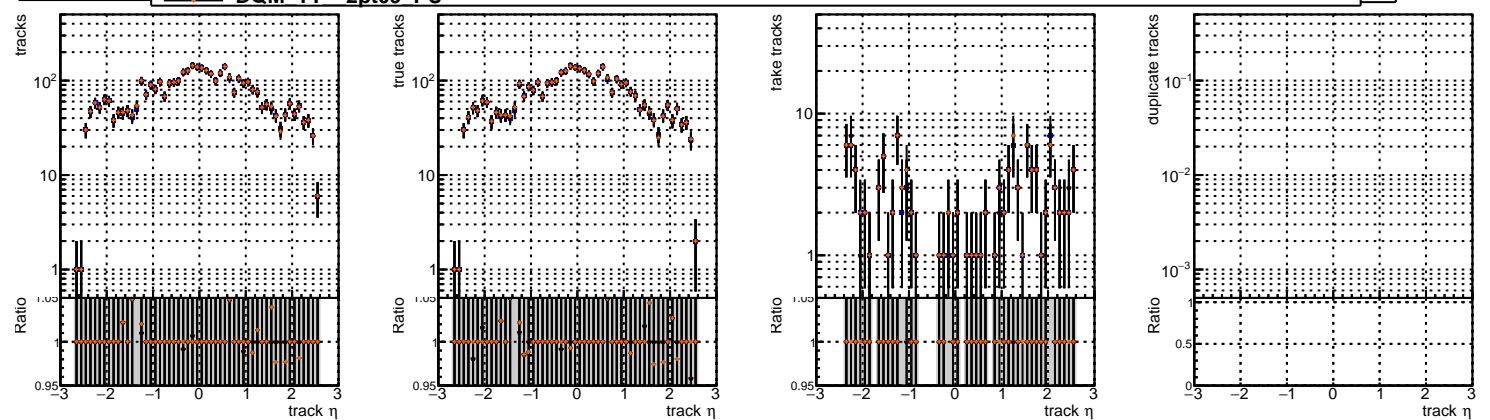 tracks
10²
10
1
1.05
Ratio
1
0.95
−3 −2 −1 0 1 2 3
track η
true tracks
10²
10
1
1.05
Ratio
1
0.95
−3 −2 −1 0 1 2 3
track η
fake tracks
10
1
1.05
Ratio
1
0.95
−3 −2 −1 0 1 2 3
track η
duplicate tracks
10⁻¹
10⁻²
10⁻³
Ratio
1
0.5
0
−3 −2 −1 0 1 2 3
track η